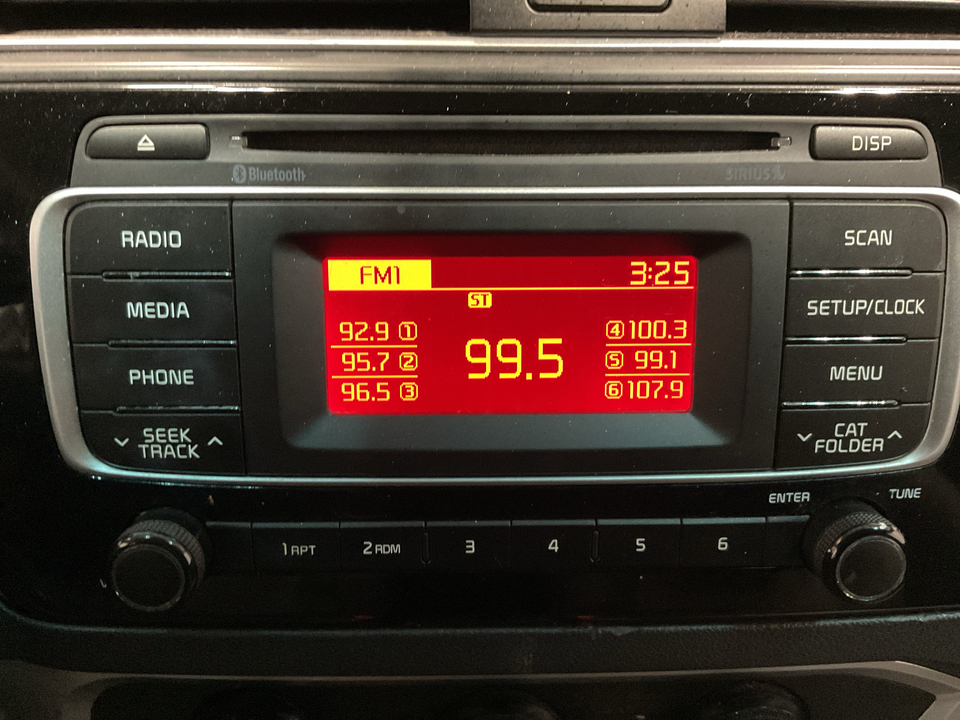 DISP
Bluetooth
SIRIUS
RADIO
MEDIA
PHONE
SEEK
TRACK
FM1 3:25
ST
92.9 1
95.7 2
96.5 3
99.5
4 100.3
5 99.1
6 107.9
SCAN
SETUP/CLOCK
MENU
CAT
FOLDER
ENTER
TUNE
1 RPT 2 RDM 3 4 5 6